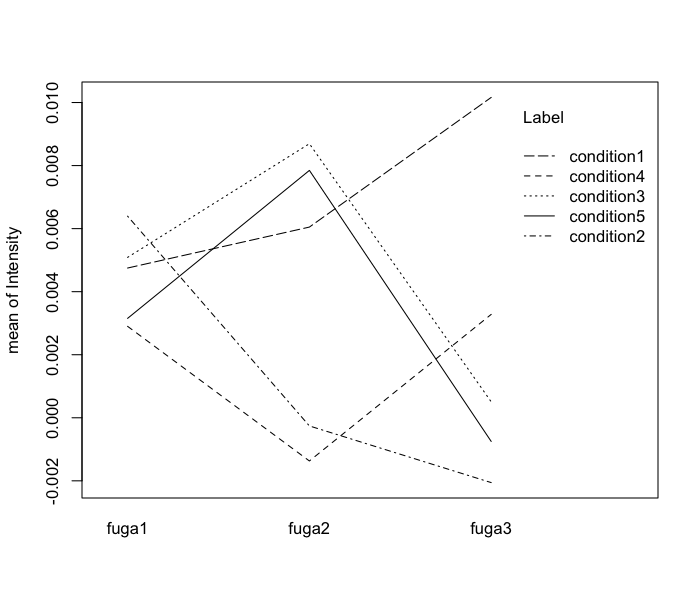 mean of Intensity
0.010
0.008
0.006
0.004
0.002
0.000
-0.002
fuga1
fuga2
fuga3
Label
condition1
condition4
condition3
condition5
condition2